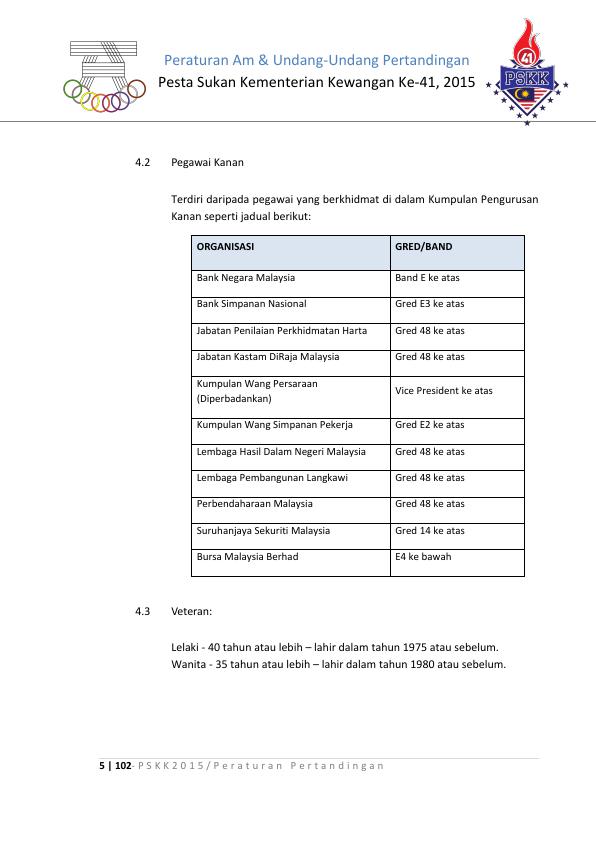 Peraturan Am & Undang-Undang Pertandingan
Pesta Sukan Kementerian Kewangan Ke-41, 2015
41
PSKK
4.2 Pegawai Kanan
Terdiri daripada pegawai yang berkhidmat di dalam Kumpulan Pengurusan
Kanan seperti jadual berikut:
ORGANISASI GRED/BAND
Bank Negara Malaysia Band E ke atas
Bank Simpanan Nasional Gred E3 ke atas
Jabatan Penilaian Perkhidmatan Harta Gred 48 ke atas
Jabatan Kastam DiRaja Malaysia Gred 48 ke atas
Kumpulan Wang Persaraan
(Diperbadankan) Vice President ke atas
Kumpulan Wang Simpanan Pekerja Gred E2 ke atas
Lembaga Hasil Dalam Negeri Malaysia Gred 48 ke atas
Lembaga Pembangunan Langkawi Gred 48 ke atas
Perbendaharaan Malaysia Gred 48 ke atas
Suruhanjaya Sekuriti Malaysia Gred 14 ke atas
Bursa Malaysia Berhad E4 ke bawah
4.3 Veteran:
Lelaki - 40 tahun atau lebih – lahir dalam tahun 1975 atau sebelum.
Wanita - 35 tahun atau lebih – lahir dalam tahun 1980 atau sebelum.
5 | 102 - PSKK2015/Peraturan Pertandingan